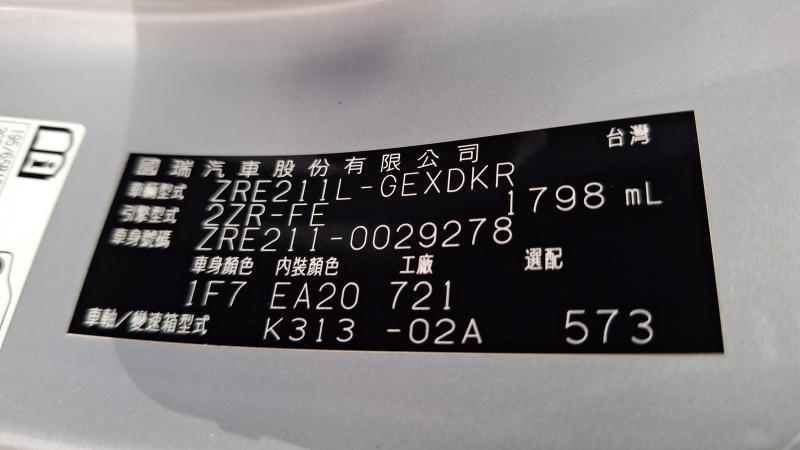 國瑞汽車股份有限公司 台灣
車輛型式 ZRE211L-GEXDKR
引擎型式 2ZR-FE 1798 mL
車身號碼 ZRE211-0029278
車身顏色 內裝顏色 工廠 選配
1F7 EA20 721
車軸/變速箱型式 K313 -02A 573
195/65R1